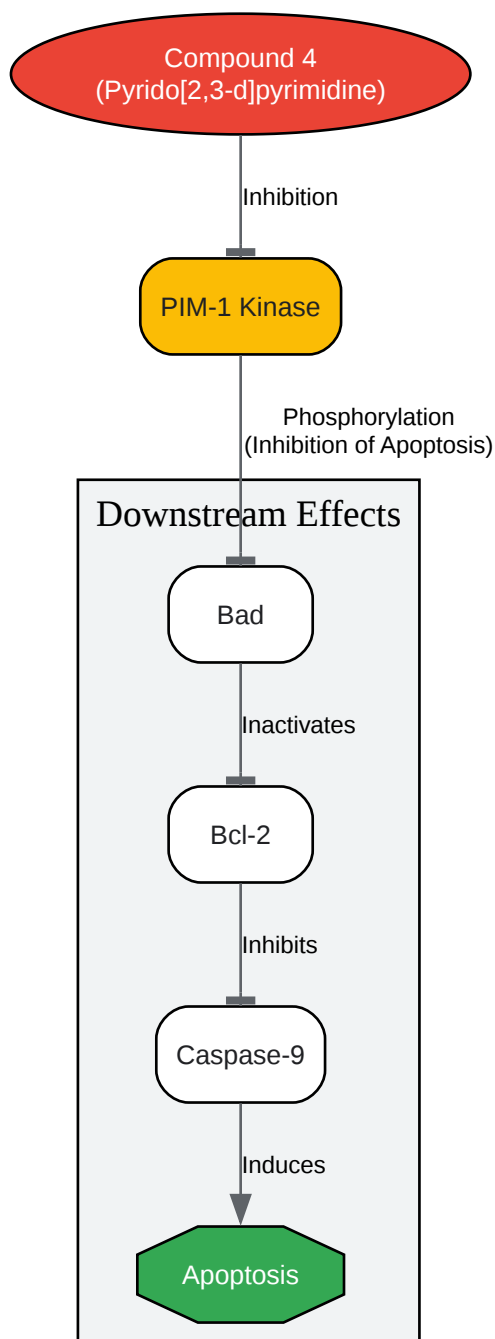 Compound 4
(Pyrido[2,3-d]pyrimidine)
Inhibition
PIM-1 Kinase
Phosphorylation
(Inhibition of Apoptosis)
Downstream Effects
Bad
Inactivates
Bcl-2
Inhibits
Caspase-9
Induces
Apoptosis